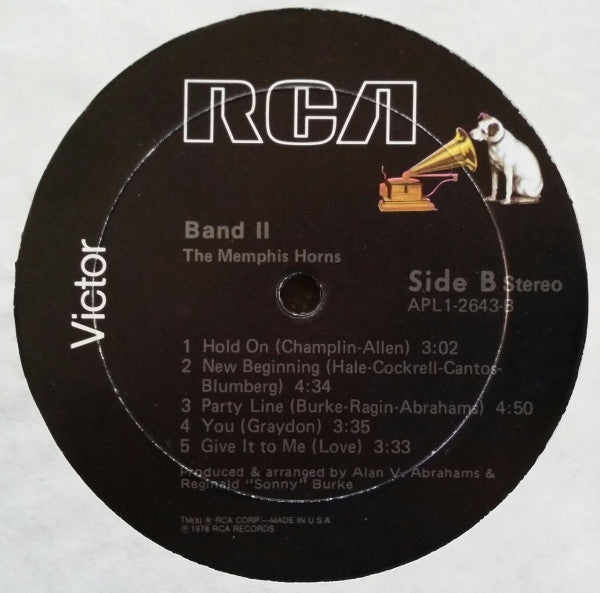 RCA
Victor
Band II
The Memphis Horns
Side B Stereo
APL1-2643-B
1 Hold On (Champlin-Allen) 3:02
2 New Beginning (Hale-Cockrell-Cantos-
Blumberg) 4:34
3 Party Line (Burke-Ragin-Abrahams) 4:50
4 You (Graydon) 3:35
5 Give It to Me (Love) 3:33
Produced & arranged by Alan V. Abrahams &
Reginald "Sonny" Burke
TM(s) ® RCA CORP.—MADE IN U.S.A.
℗ 1978 RCA RECORDS